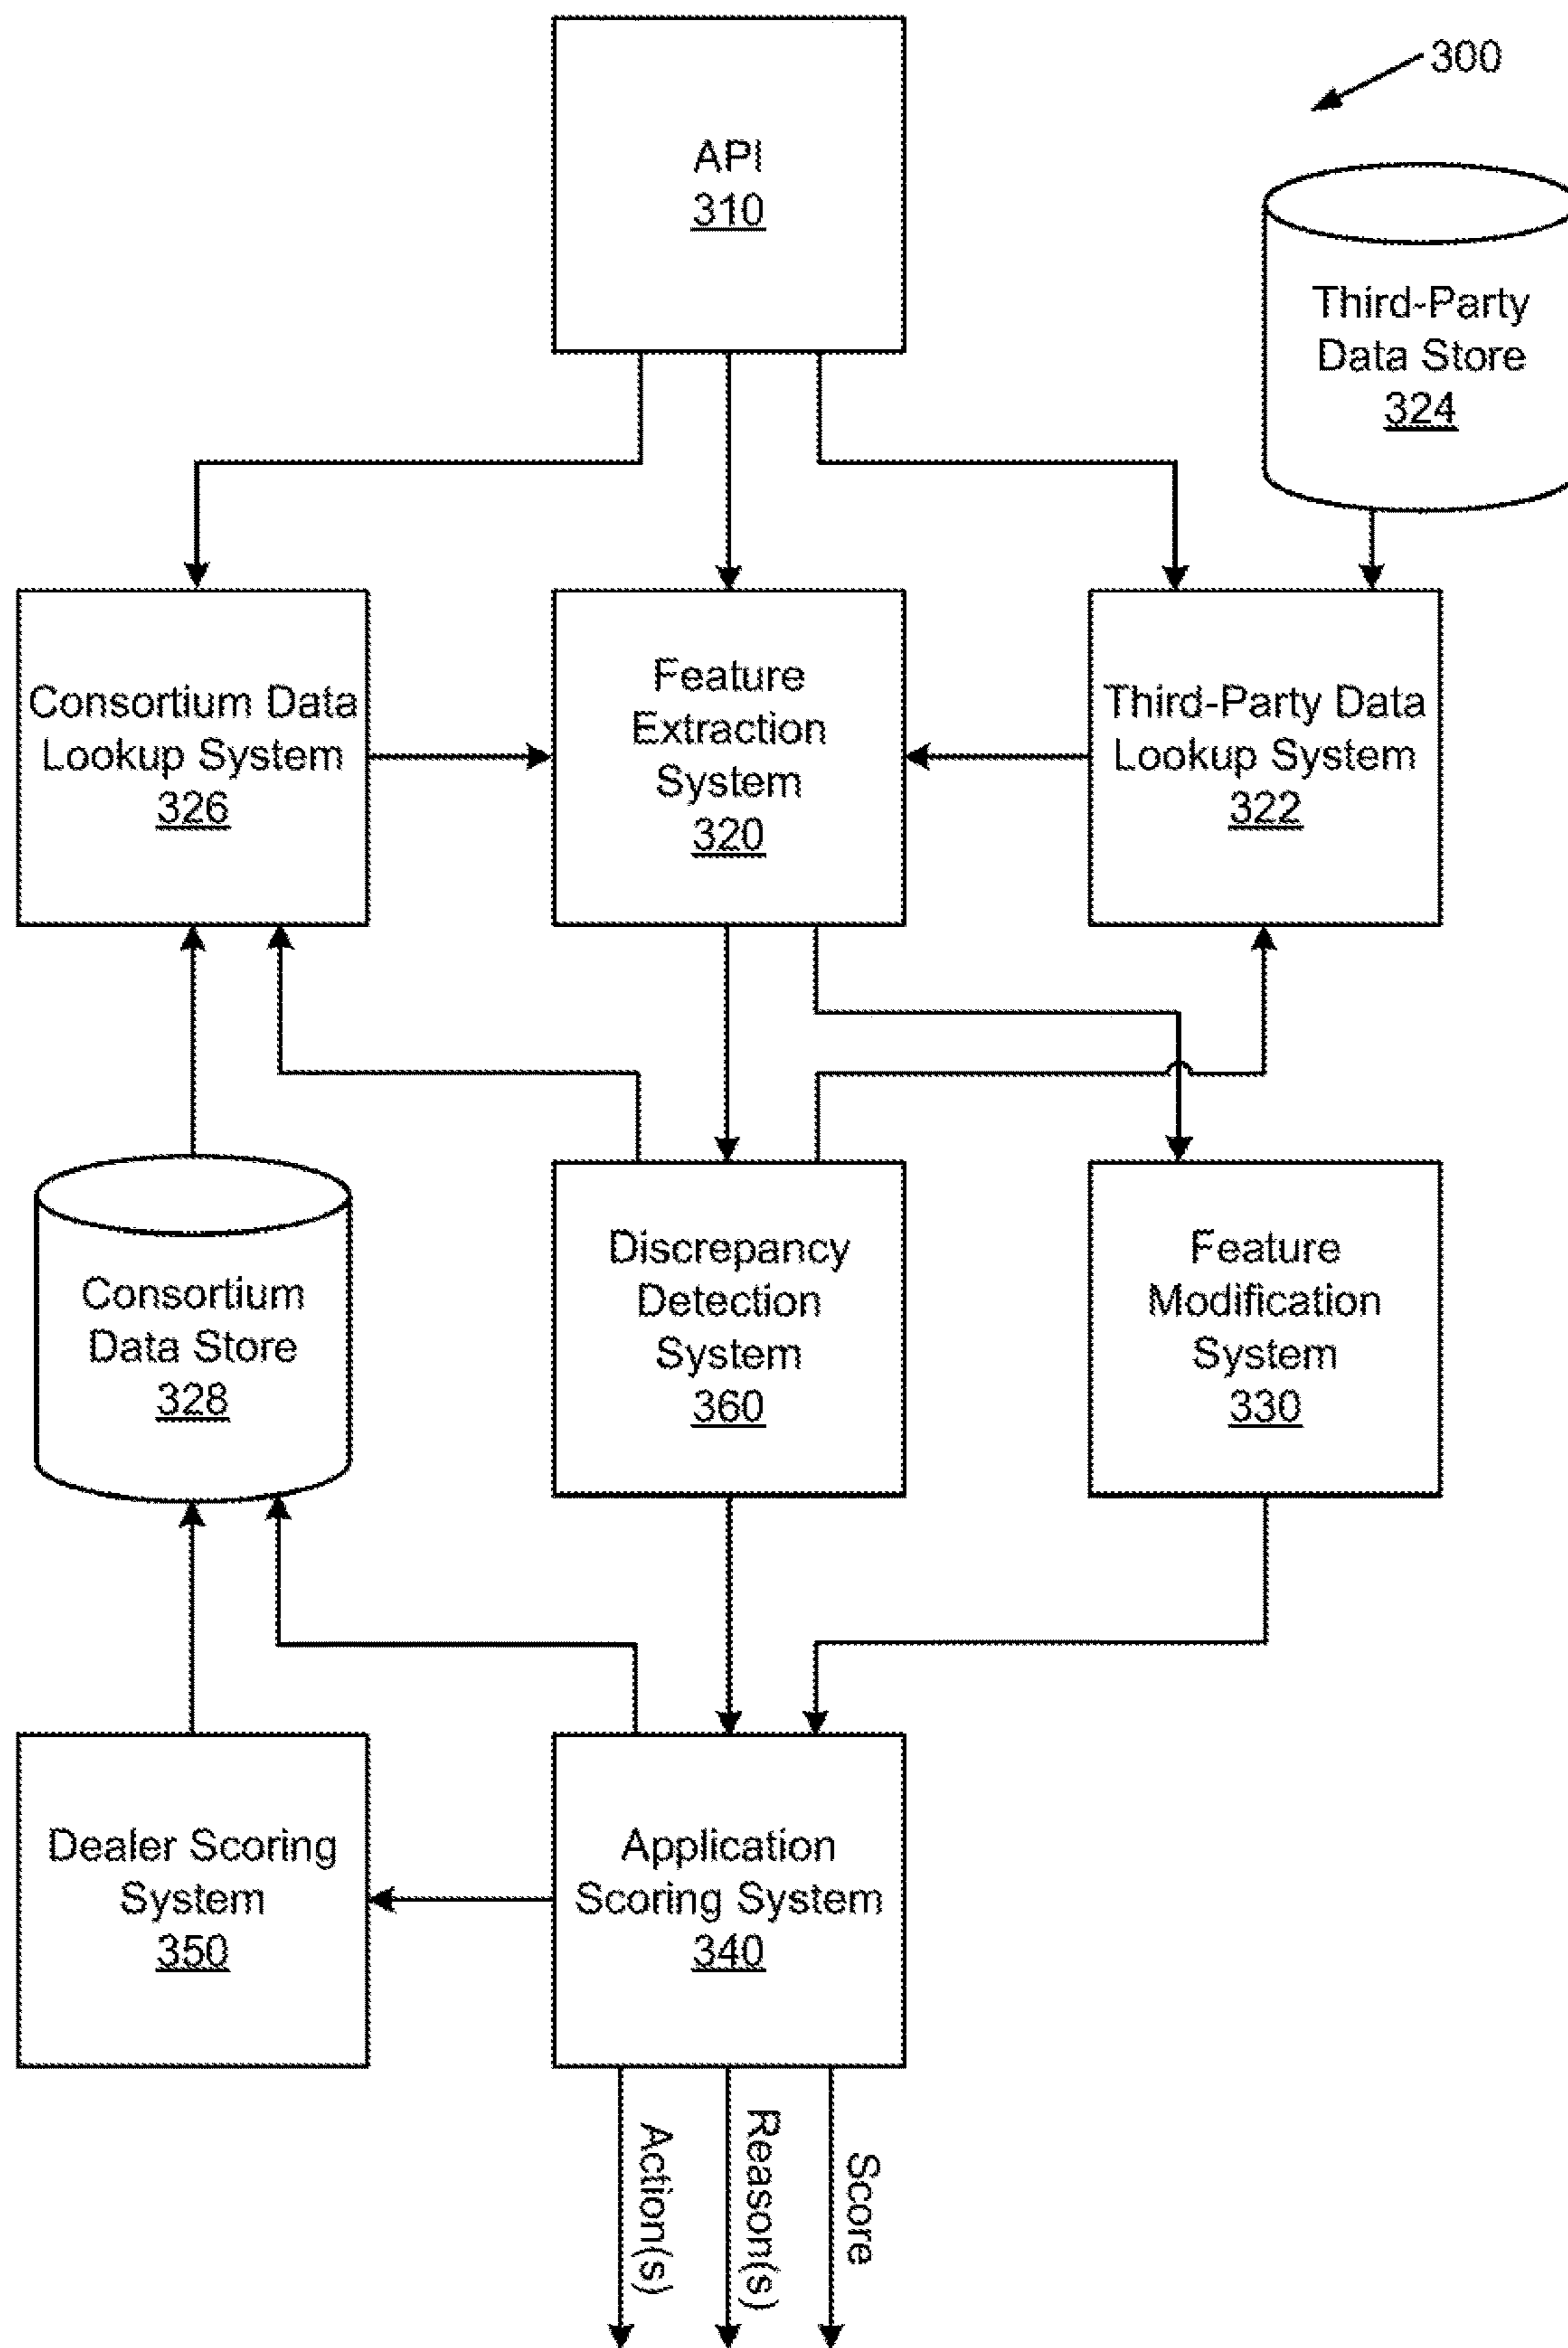 300
API
310
Third-Party
Data Store
324
Consortium Data
Lookup System
326
Feature
Extraction
System
320
Third-Party Data
Lookup System
322
Consortium
Data Store
328
Discrepancy
Detection
System
360
Feature
Modification
System
330
Dealer Scoring
System
350
Application
Scoring System
340
Action(s)
Reason(s)
Score